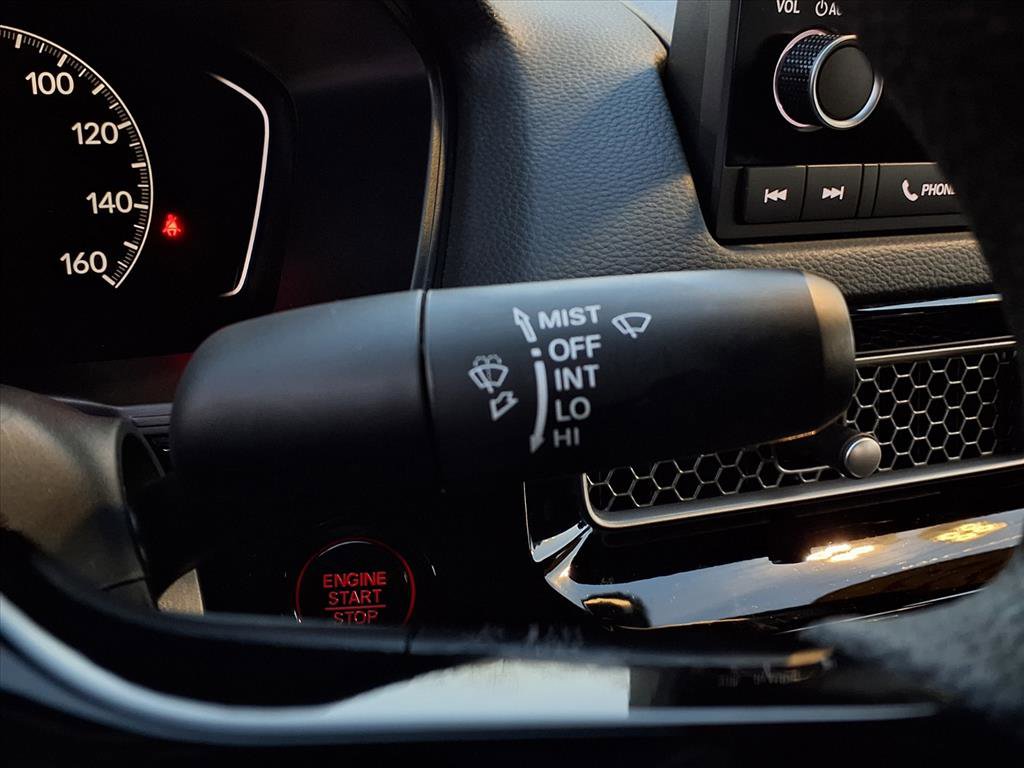 VOL
100
120
140
160
PHONE
MIST
OFF
INT
LO
HI
ENGINE
START
STOP